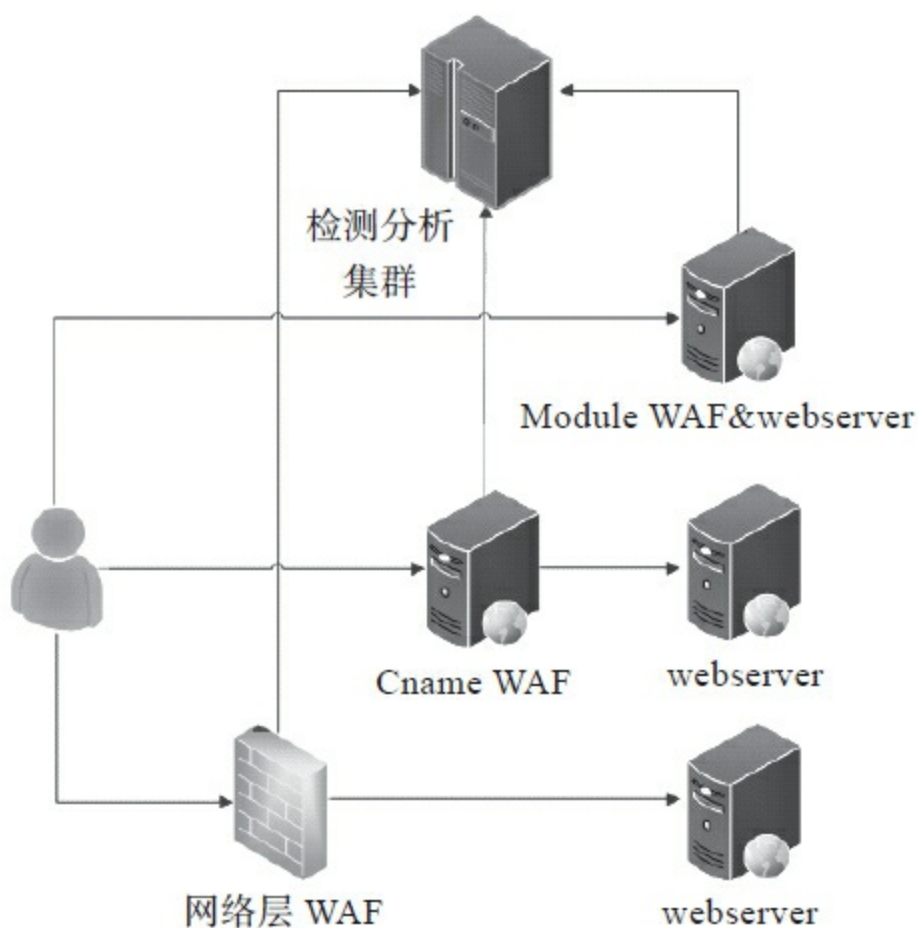 检测分析
集群
Module WAF&webserver
Cname WAF
webserver
网络层 WAF
webserver